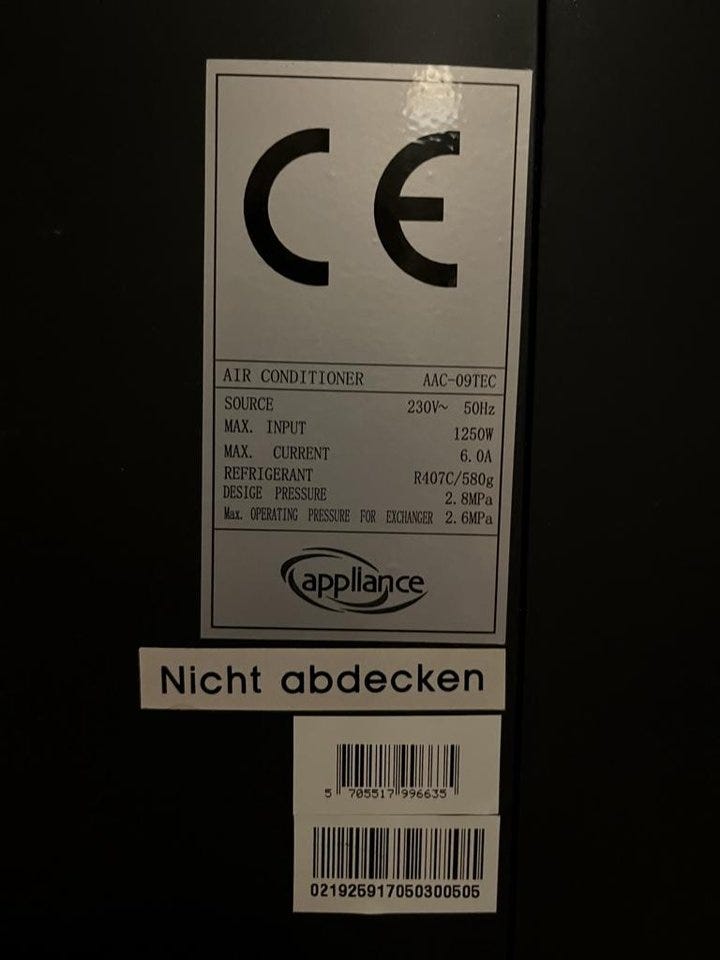 CE
AIR CONDITIONER AAC-09TEC
SOURCE 230V~ 50Hz
MAX. INPUT 1250W
MAX. CURRENT 6.0A
REFRIGERANT R407C/580g
DESIGE PRESSURE 2.8MPa
Max. OPERATING PRESSURE FOR EXCHANGER 2.6MPa
appliance
Nicht abdecken
5 705517 996635
021925917050300505